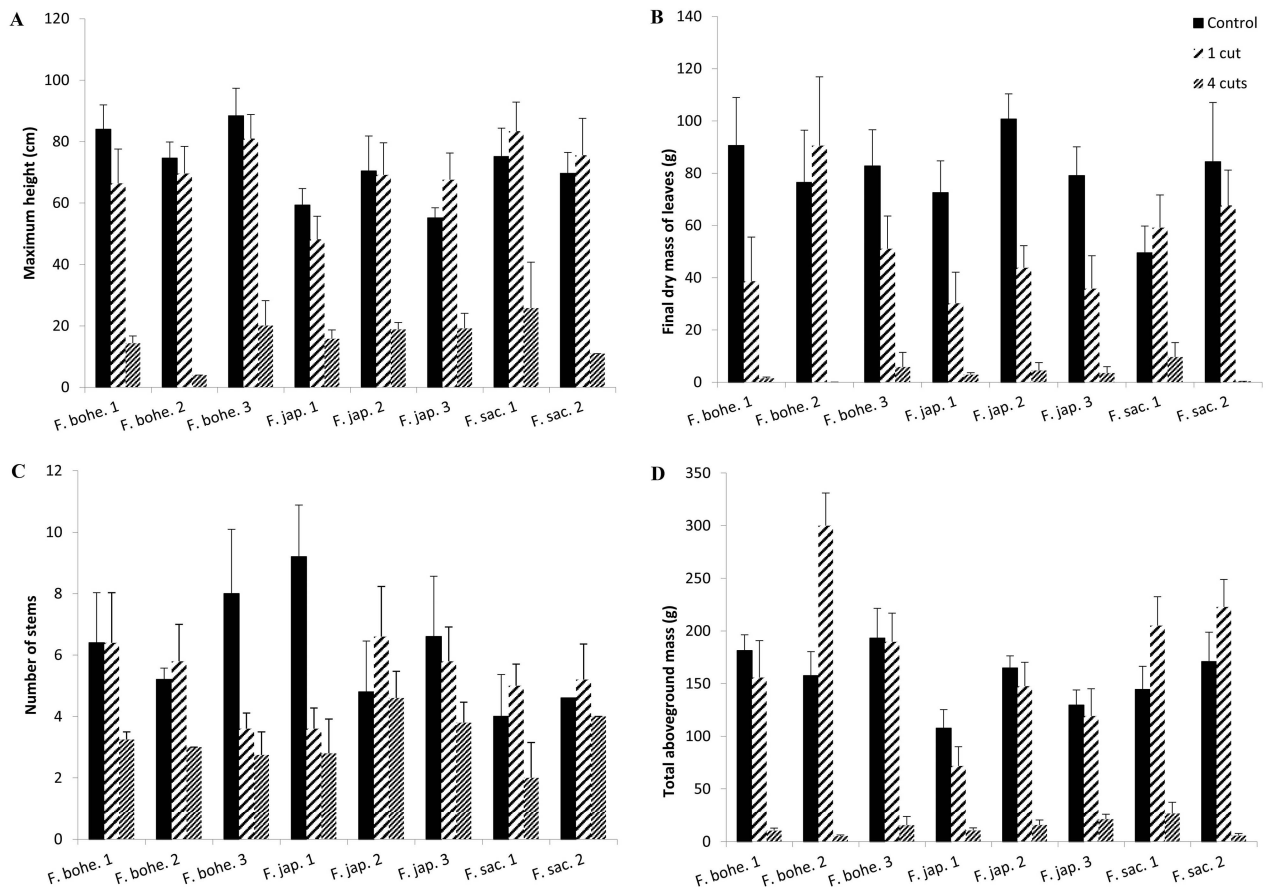 A
Maximum height (cm)
120
100
80
60
40
20
0
F. bohe. 1
F. bohe. 2
F. bohe. 3
F. jap. 1
F. jap. 2
F. jap. 3
F. sac. 1
F. sac. 2
B
Final dry mass of leaves (g)
140
120
100
80
60
40
20
0
Control
1 cut
4 cuts
F. bohe. 1
F. bohe. 2
F. bohe. 3
F. jap. 1
F. jap. 2
F. jap. 3
F. sac. 1
F. sac. 2
C
Number of stems
12
10
8
6
4
2
0
F. bohe. 1
F. bohe. 2
F. bohe. 3
F. jap. 1
F. jap. 2
F. jap. 3
F. sac. 1
F. sac. 2
D
Total aboveground mass (g)
350
300
250
200
150
100
50
0
F. bohe. 1
F. bohe. 2
F. bohe. 3
F. jap. 1
F. jap. 2
F. jap. 3
F. sac. 1
F. sac. 2